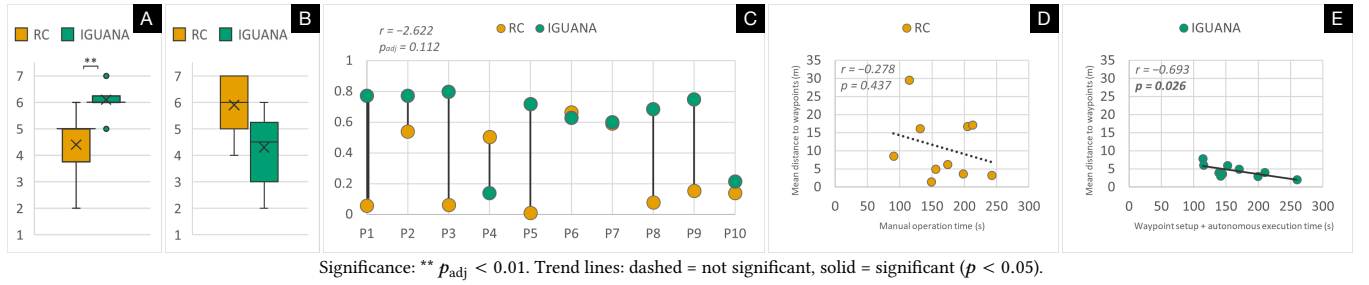 A
RC IGUANA
**
7
6
5
4
3
2
1
B
RC IGUANA
7
6
5
4
3
2
1
C
r = −2.622
p_adj = 0.112
RC IGUANA
1
0.8
0.6
0.4
0.2
0
P1 P2 P3 P4 P5 P6 P7 P8 P9 P10
D
RC
Mean distance to waypoints (m)
r = −0.278
p = 0.437
35
30
25
20
15
10
5
0
0 50 100 150 200 250 300
Manual operation time (s)
E
IGUANA
Mean distance to waypoints (m)
r = −0.693
p = 0.026
35
30
25
20
15
10
5
0
0 50 100 150 200 250 300
Waypoint setup + autonomous execution time (s)
Significance: ** p_adj < 0.01. Trend lines: dashed = not significant, solid = significant (p < 0.05).